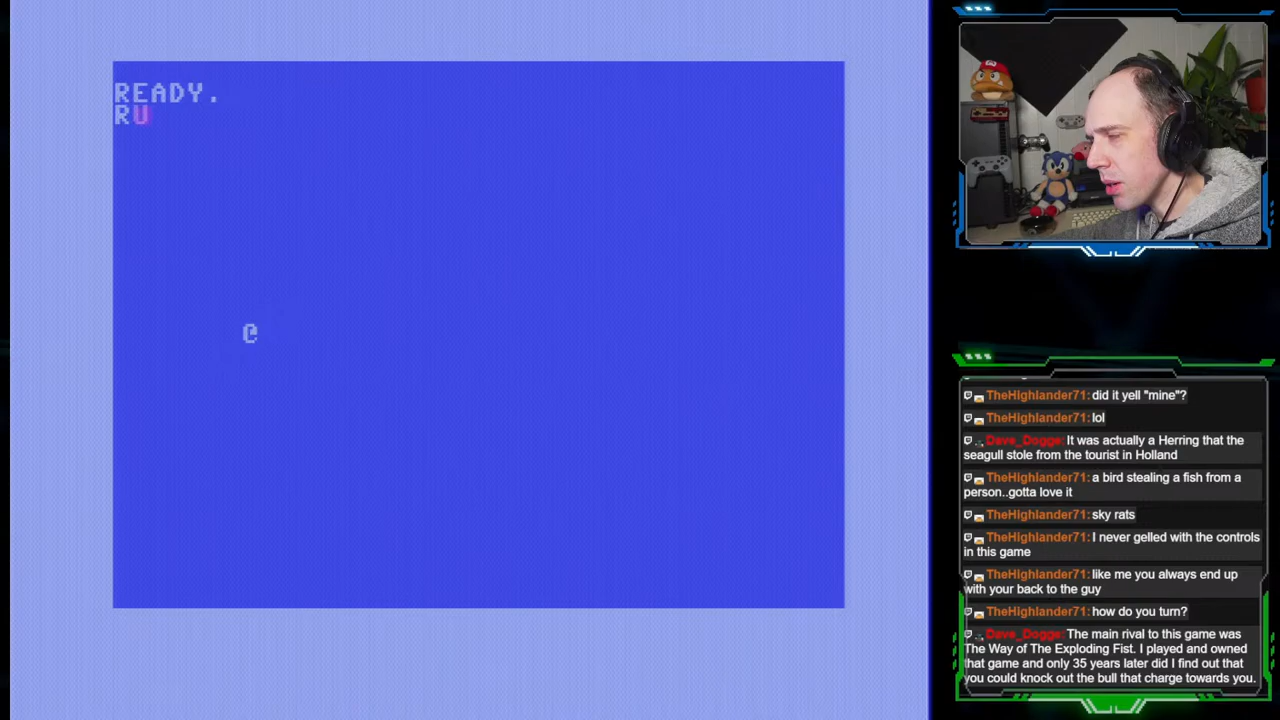 READY.
RU
@
TheHighlander71: did it yell "mine"?
TheHighlander71: lol
Dave_Dogge: It was actually a Herring that the
seagull stole from the tourist in Holland
TheHighlander71: a bird stealing a fish from a
person..gotta love it
TheHighlander71: sky rats
TheHighlander71: I never gelled with the controls
in this game
TheHighlander71: like me you always end up
with your back to the guy
TheHighlander71: how do you turn?
Dave_Dogge: The main rival to this game was
The Way of The Exploding Fist. I played and owned
that game and only 35 years later did I find out that
you could knock out the bull that charge towards you.